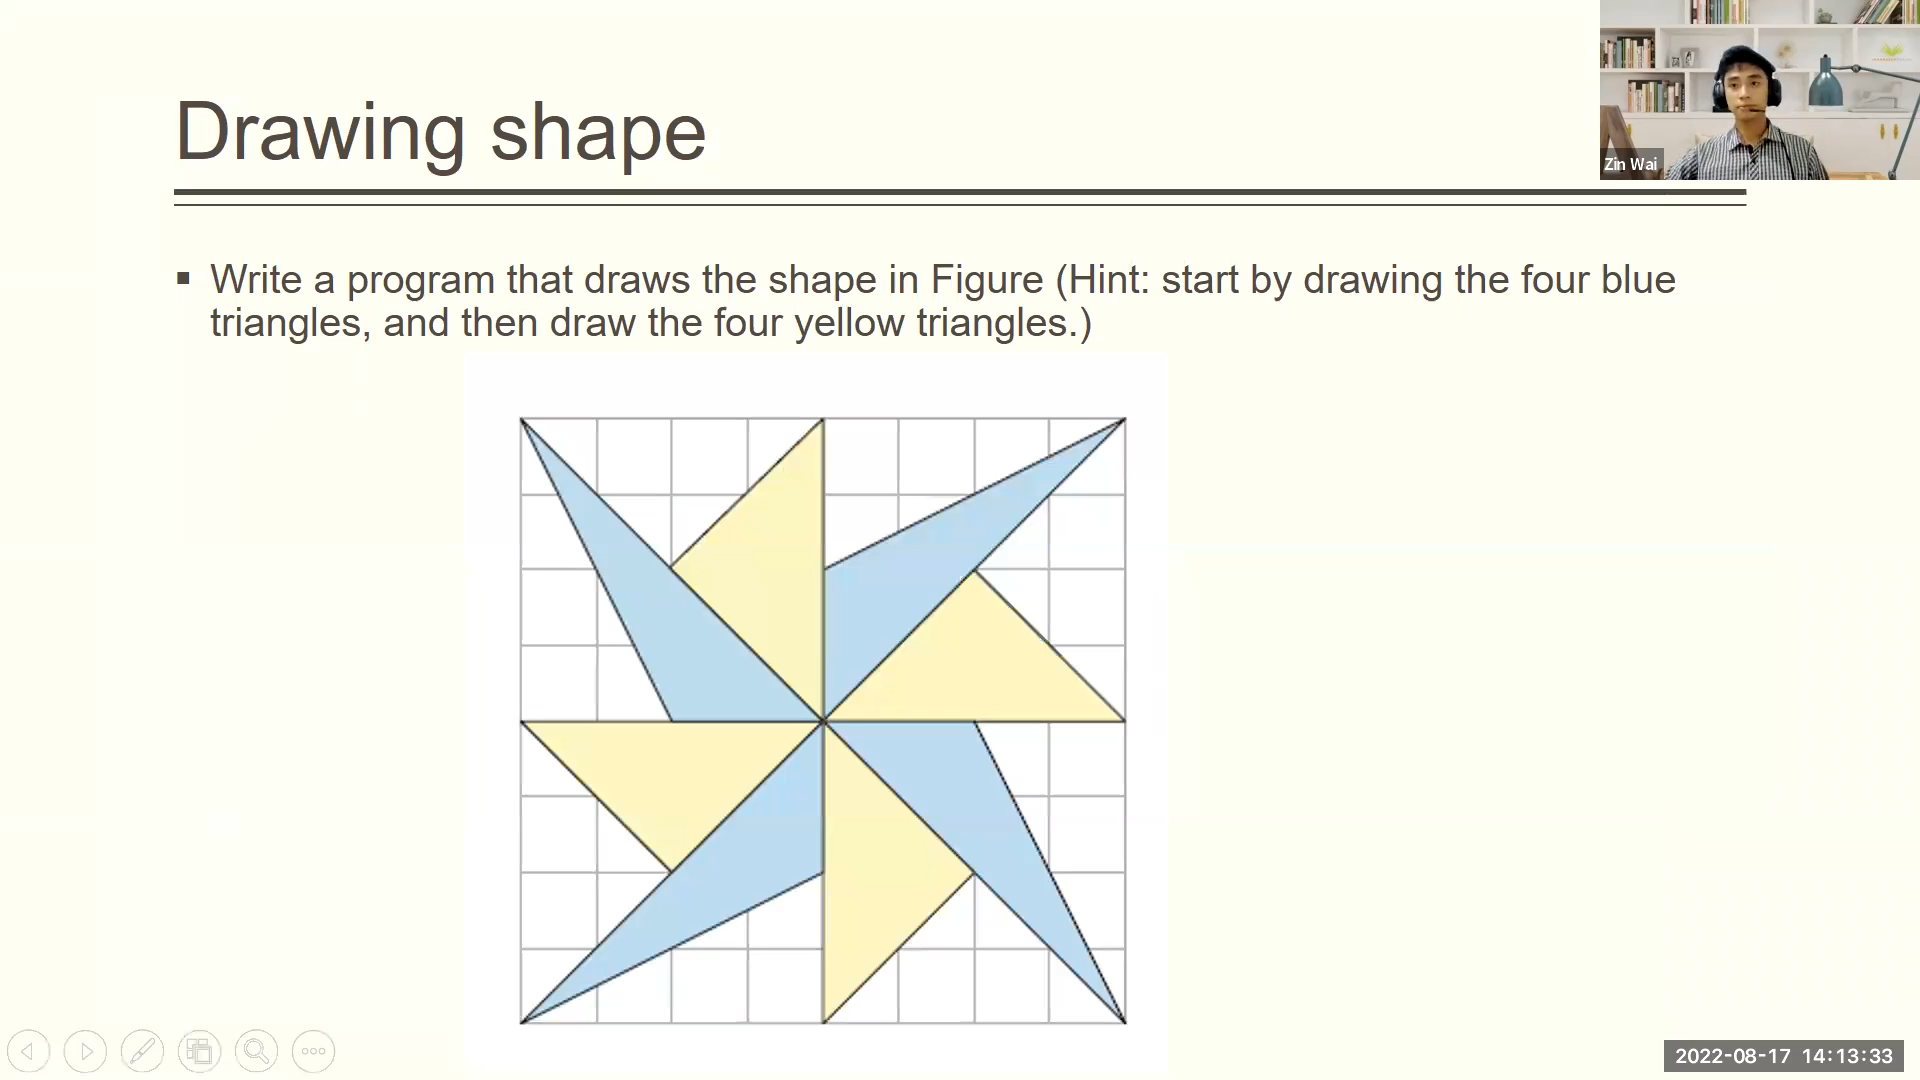 Drawing shape
Zin Wai
▪ Write a program that draws the shape in Figure (Hint: start by drawing the four blue
triangles, and then draw the four yellow triangles.)
2022-08-17 14:13:33